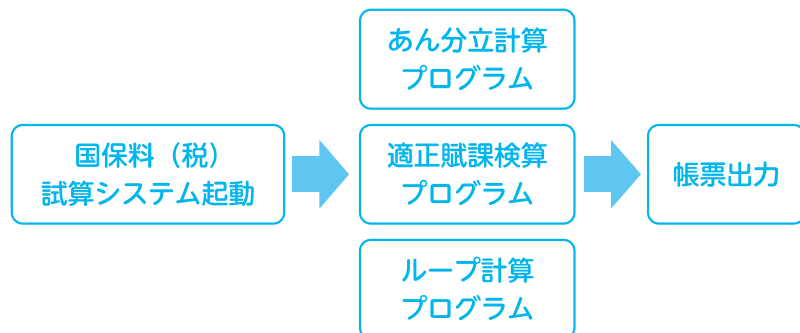 国保料（税）
試算システム起動
あん分立計算
プログラム
適正賦課検算
プログラム
ループ計算
プログラム
帳票出力